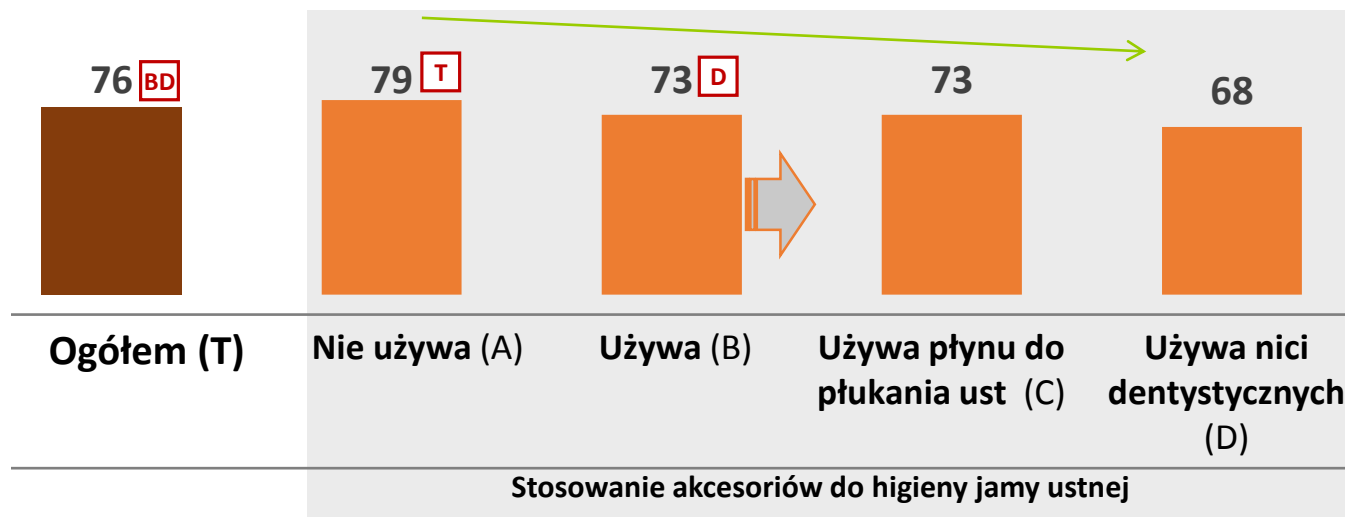 76 BD
79 T
73 D
73
68
Ogółem (T)
Nie używa (A)
Używa (B)
Używa płynu do
płukania ust (C)
Używa nici
dentystycznych
(D)
Stosowanie akcesoriów do higieny jamy ustnej